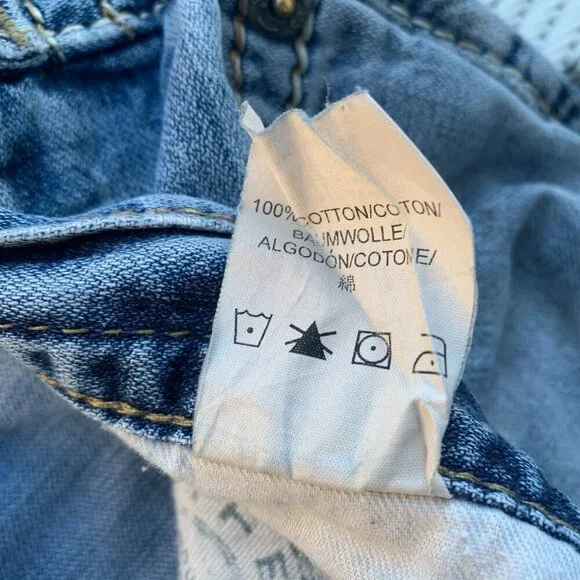 100% COTTON/COTON/
BAUMWOLLE/
ALGODÓN/COTONE/
綿